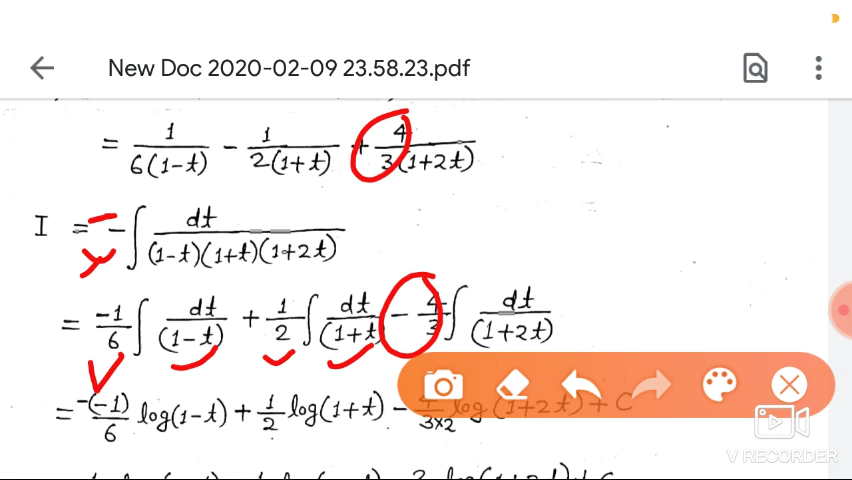 New Doc 2020-02-09 23.58.23.pdf
= 1/6(1-t) - 1/2(1+t) + 4/3(1+2t)
I = - ∫ dt/(1-t)(1+t)(1+2t)
= -1/6 ∫ dt/(1-t) + 1/2 ∫ dt/(1+t) - 4/3 ∫ dt/(1+2t)
= -(-1)/6 log(1-t) + 1/2 log(1+t) - 4/3×2 log(1+2t) + C
V RECORDER